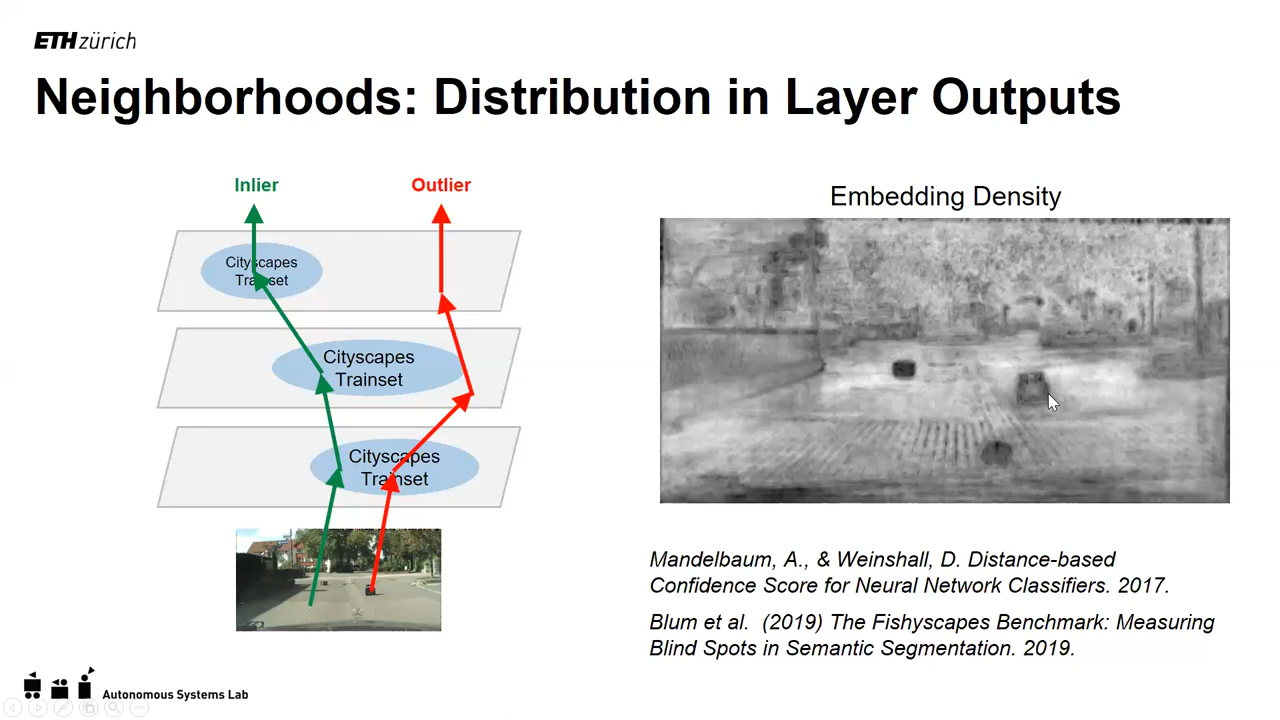 ETH zürich
Neighborhoods: Distribution in Layer Outputs
Inlier
Outlier
Cityscapes
Trainset
Cityscapes
Trainset
Cityscapes
Trainset
Embedding Density
Mandelbaum, A., & Weinshall, D. Distance-based
Confidence Score for Neural Network Classifiers. 2017.
Blum et al. (2019) The Fishyscapes Benchmark: Measuring
Blind Spots in Semantic Segmentation. 2019.
Autonomous Systems Lab